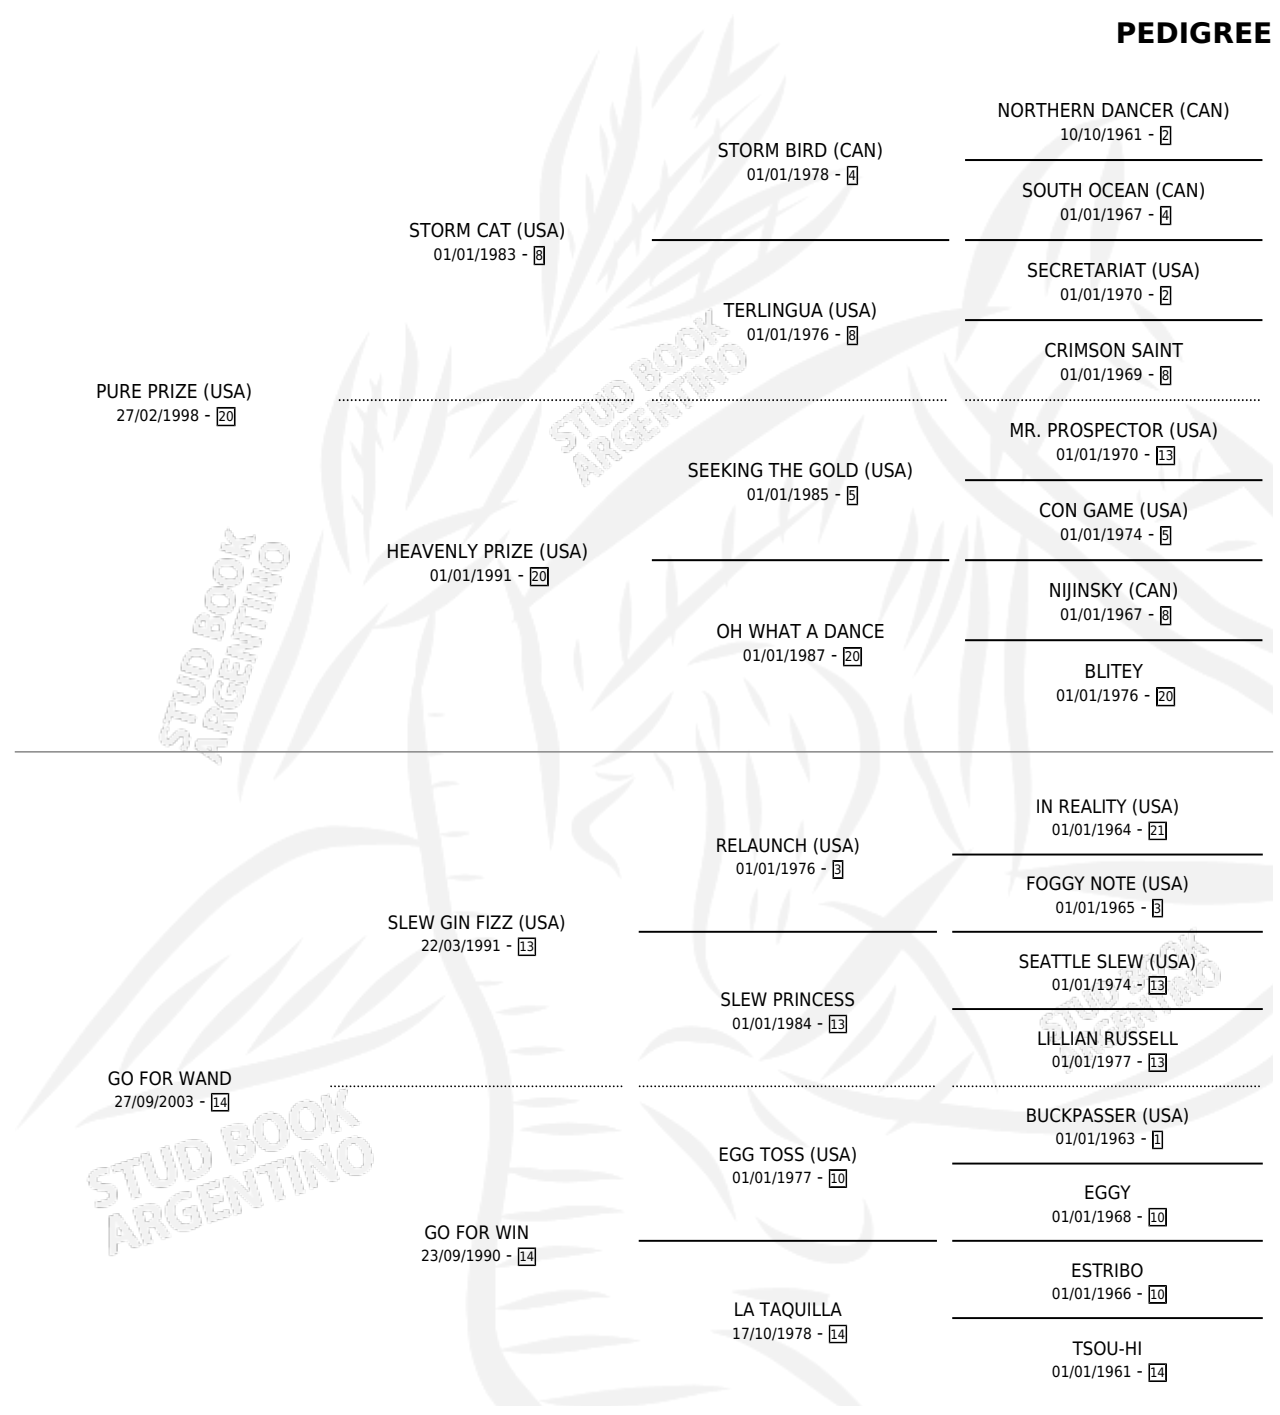 PEDIGREE
NORTHERN DANCER (CAN)
10/10/1961 - 2
STORM BIRD (CAN)
01/01/1978 - 4
SOUTH OCEAN (CAN)
01/01/1967 - 4
STORM CAT (USA)
01/01/1983 - 8
SECRETARIAT (USA)
01/01/1970 - 2
TERLINGUA (USA)
01/01/1976 - 8
CRIMSON SAINT
01/01/1969 - 8
PURE PRIZE (USA)
27/02/1998 - 20
MR. PROSPECTOR (USA)
01/01/1970 - 13
SEEKING THE GOLD (USA)
01/01/1985 - 5
CON GAME (USA)
01/01/1974 - 5
HEAVENLY PRIZE (USA)
01/01/1991 - 20
NIJINSKY (CAN)
01/01/1967 - 8
OH WHAT A DANCE
01/01/1987 - 20
BLITEY
01/01/1976 - 20
IN REALITY (USA)
01/01/1964 - 21
RELAUNCH (USA)
01/01/1976 - 3
FOGGY NOTE (USA)
01/01/1965 - 3
SLEW GIN FIZZ (USA)
22/03/1991 - 13
SEATTLE SLEW (USA)
01/01/1974 - 13
SLEW PRINCESS
01/01/1984 - 13
LILLIAN RUSSELL
01/01/1977 - 13
GO FOR WAND
27/09/2003 - 14
BUCKPASSER (USA)
01/01/1963 - 1
EGG TOSS (USA)
01/01/1977 - 10
EGGY
01/01/1968 - 10
GO FOR WIN
23/09/1990 - 14
ESTRIBO
01/01/1966 - 10
LA TAQUILLA
17/10/1978 - 14
TSOU-HI
01/01/1961 - 14
STUD BOOK
ARGENTINO
STUD BOOK
ARGENTINO
STUD BOOK
ARGENTINO
STUD BOOK
ARGENTINO